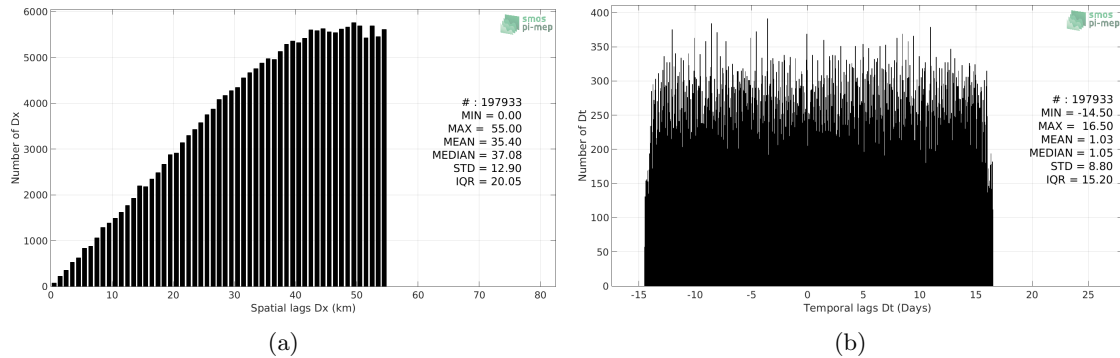 6000
5000
4000
3000
2000
1000
0
Number of Dx
smos
pi-mep
# : 197933
MIN = 0.00
MAX = 55.00
MEAN = 35.40
MEDIAN = 37.08
STD = 12.90
IQR = 20.05
0 10 20 30 40 50 60 70 80
Spatial lags Dx (km)
(a)
400
350
300
250
200
150
100
50
0
Number of Dt
smos
pi-mep
# : 197933
MIN = -14.50
MAX = 16.50
MEAN = 1.03
MEDIAN = 1.05
STD = 8.80
IQR = 15.20
-15 -10 -5 0 5 10 15 20 25
Temporal lags Dt (Days)
(b)